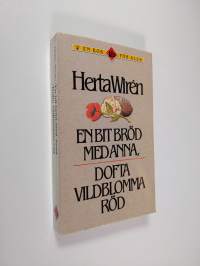 EN BOK FÖR ALLA
Herta Wirén
EN BIT BRÖD
MED ANNA,
DOFTA
VILDBLOMMA
RÖD